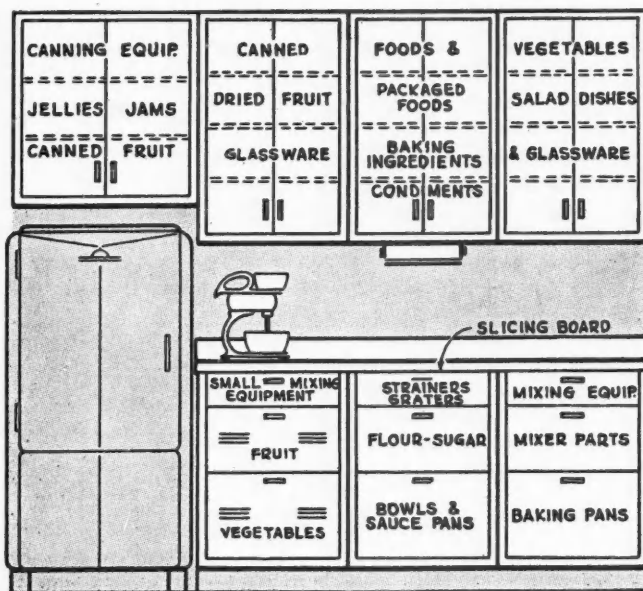 CANNING EQUIP.
JELLIES JAMS
CANNED FRUIT
CANNED
DRIED FRUIT
GLASSWARE
FOODS &
PACKAGED
FOODS
BAKING
INGREDIENTS
CONDIMENTS
VEGETABLES
SALAD DISHES
& GLASSWARE
SLICING BOARD
SMALL MIXING
EQUIPMENT
FRUIT
VEGETABLES
STRAINERS
GRATERS
FLOUR-SUGAR
BOWLS &
SAUCE PANS
MIXING EQUIP.
MIXER PARTS
BAKING PANS